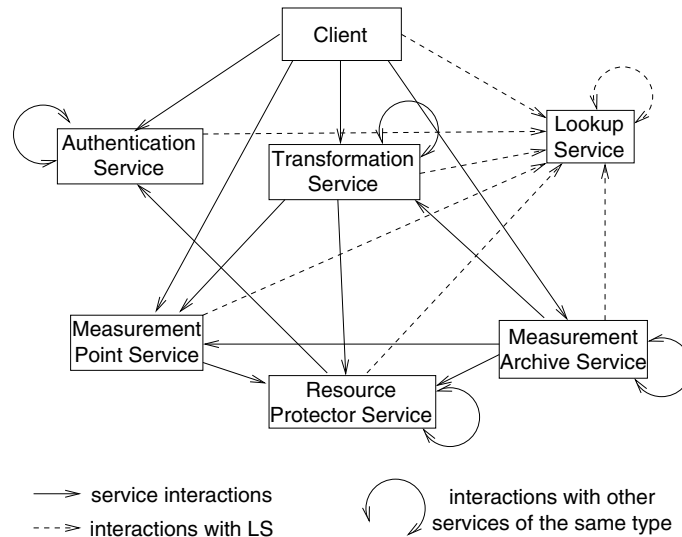 Client
Authentication
Service
Transformation
Service
Lookup
Service
Measurement
Point Service
Resource
Protector Service
Measurement
Archive Service
service interactions
interactions with LS
interactions with other
services of the same type